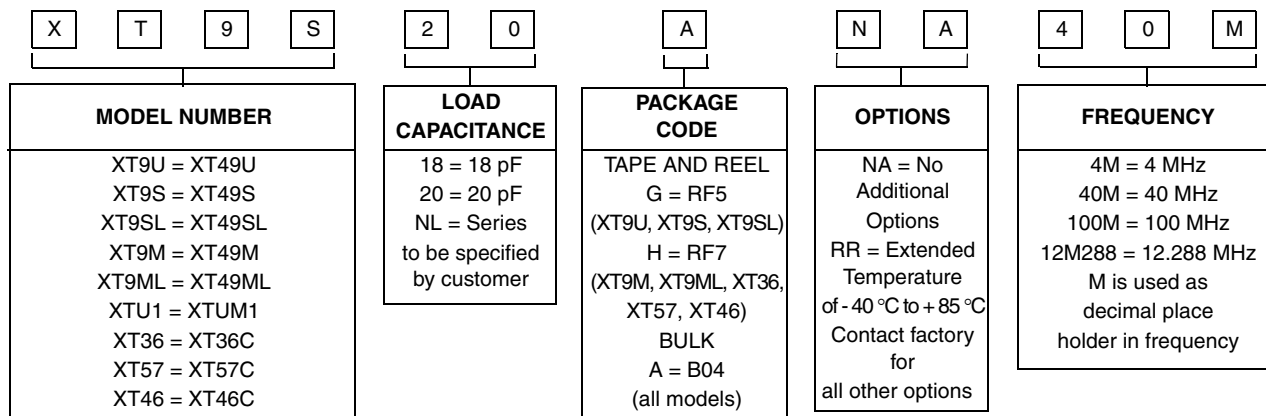 X T 9 S 2 0 A N A 4 0 M
MODEL NUMBER
XT9U = XT49U
XT9S = XT49S
XT9SL = XT49SL
XT9M = XT49M
XT9ML = XT49ML
XTU1 = XTUM1
XT36 = XT36C
XT57 = XT57C
XT46 = XT46C
LOAD
CAPACITANCE
18 = 18 pF
20 = 20 pF
NL = Series
to be specified
by customer
PACKAGE
CODE
TAPE AND REEL
G = RF5
(XT9U, XT9S, XT9SL)
H = RF7
(XT9M, XT9ML, XT36,
XT57, XT46)
BULK
A = B04
(all models)
OPTIONS
NA = No
Additional
Options
RR = Extended
Temperature
of - 40 °C to + 85 °C
Contact factory
for
all other options
FREQUENCY
4M = 4 MHz
40M = 40 MHz
100M = 100 MHz
12M288 = 12.288 MHz
M is used as
decimal place
holder in frequency